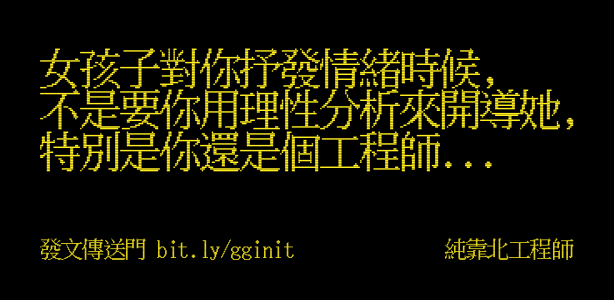 女孩子對你抒發情緒時候,
不是要你用理性分析來開導她,
特別是你還是個工程師...
發文傳送門 bit.ly/gginit
純靠北工程師